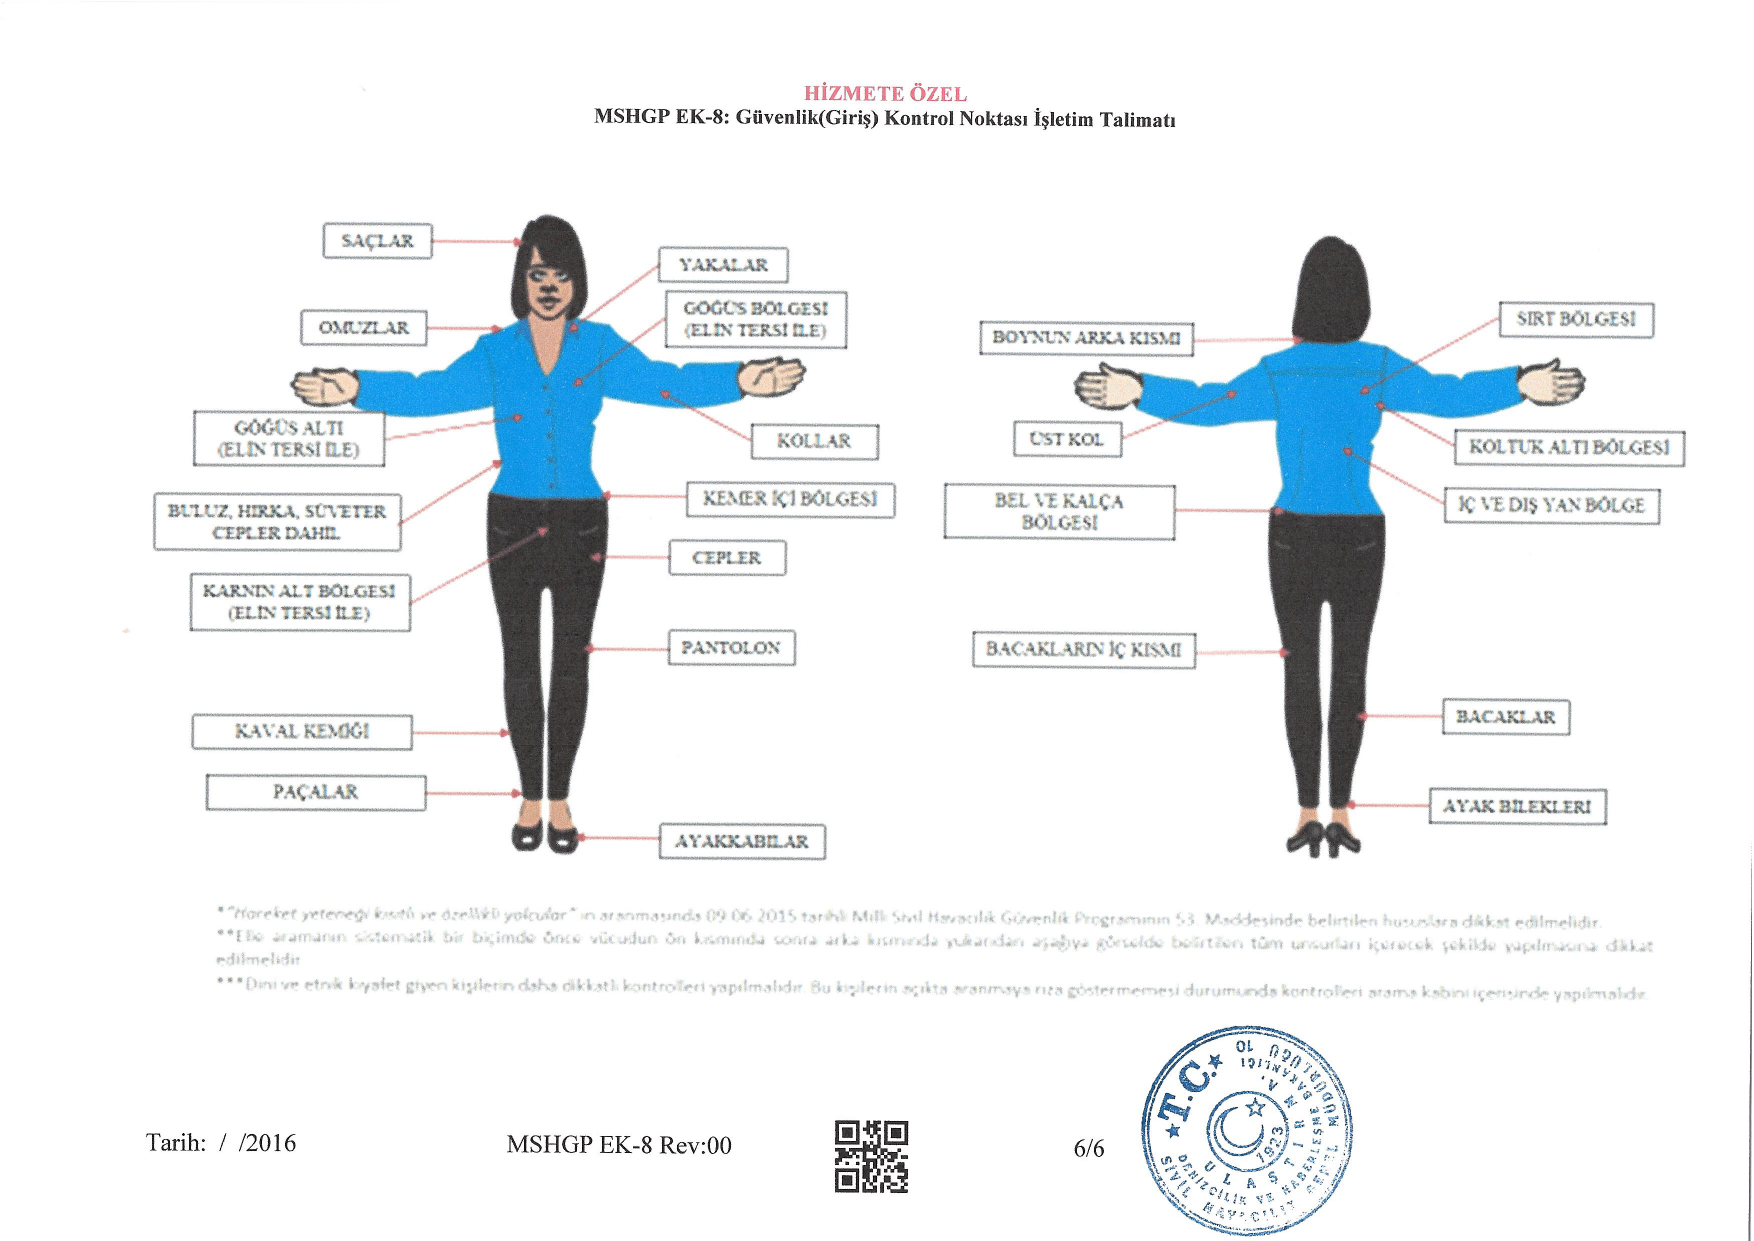 HİZMETE ÖZEL
MSHGP EK-8: Güvenlik(Giriş) Kontrol Noktası İşletim Talimatı
SAÇLAR
YAKALAR
GÖĞÜS BÖLGESİ
(ELİN TERSİ İLE)
OMUZLAR
GÖĞÜS ALTI
(ELİN TERSİ İLE)
KOLLAR
BULUZ, HIRKA, SÜVETER
CEPLER DAHİL
KEMER İÇİ BÖLGESİ
CEPLER
KARNIN ALT BÖLGESİ
(ELİN TERSİ İLE)
PANTOLON
KAVAL KEMİĞİ
PAÇALAR
AYAKKABILAR
BOYNUN ARKA KISMI
SIRT BÖLGESİ
ÜST KOL
KOLTUK ALTI BÖLGESİ
BEL VE KALÇA
BÖLGESİ
İÇ VE DIŞ YAN BÖLGE
BACAKLARIN İÇ KISMI
BACAKLAR
AYAK BİLEKLERİ
*"Hareket yeteneği kısıtlı ve özellikli yolcular" ın aranmasında 09.06.2015 tarihli Milli Sivil Havacılık Güvenlik Programının 53. Maddesinde belirtilen hususlara dikkat edilmelidir.
**Elle aramanın sistematik bir biçimde önce vücudun ön kısmında sonra arka kısmında yukarıdan aşağıya görselde belirtilen tüm unsurları içerecek şekilde yapılmasına dikkat
edilmelidir.
***Dini ve etnik kıyafet giyen kişilerin daha dikkatli kontrolleri yapılmalıdır. Bu kişilerin açıkta aranmaya rıza göstermemesi durumunda kontrolleri arama kabini içerisinde yapılmalıdır.
Tarih: / /2016
MSHGP EK-8 Rev:00
6/6
T.C.
ULAŞTIRMA
DENİZCİLİK VE HABERLEŞME BAKANLIĞI
SİVİL HAVACILIK GENEL MÜDÜRLÜĞÜ 10
1923